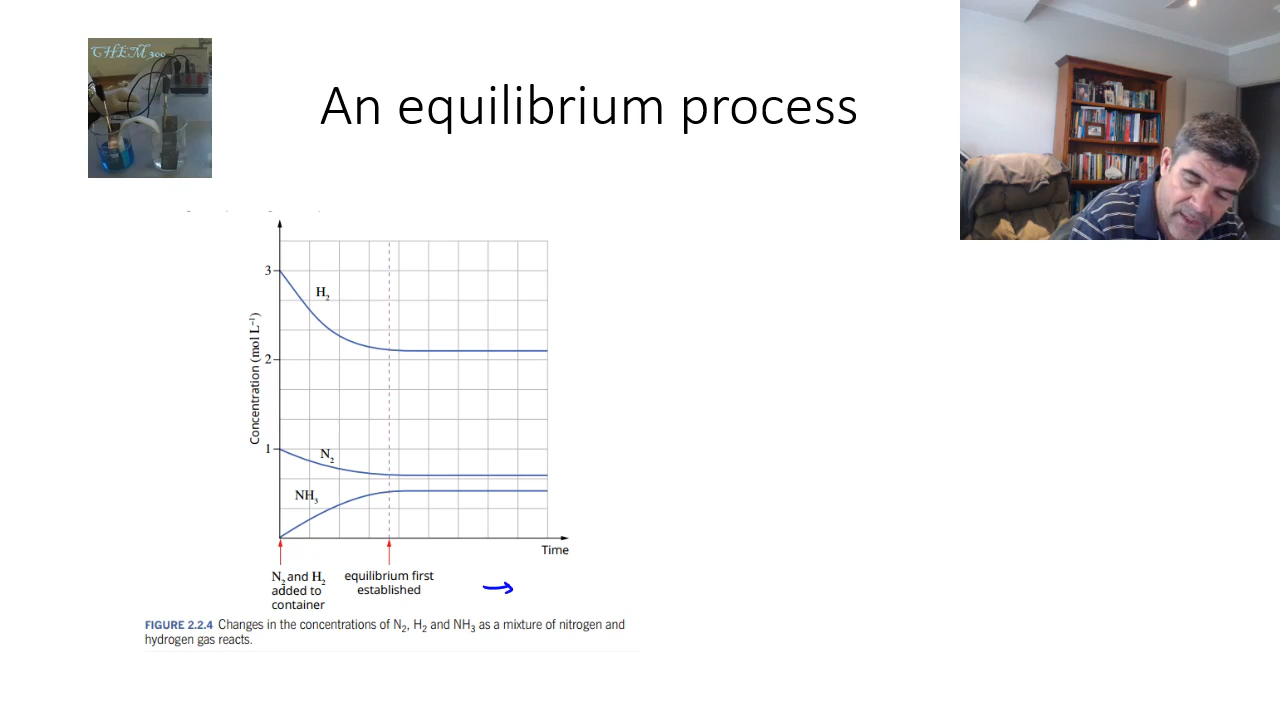 CHEM 300
An equilibrium process
3
H₂
2
Concentration (mol L⁻¹)
1
N₂
NH₃
Time
N₂ and H₂
added to
container
equilibrium first
established
FIGURE 2.2.4 Changes in the concentrations of N₂, H₂ and NH₃ as a mixture of nitrogen and
hydrogen gas reacts.